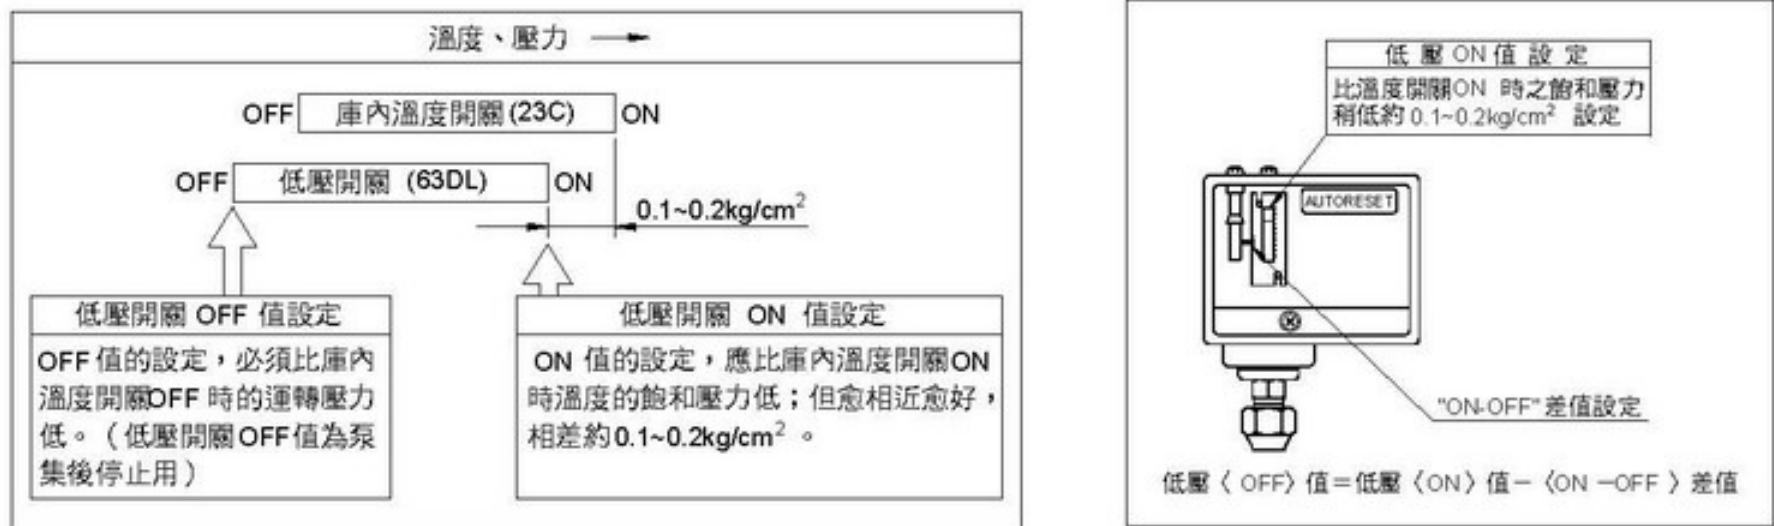 溫度、壓力
OFF 庫內溫度開關(23C) ON
OFF 低壓開關 (63DL) ON
0.1~0.2kg/cm²
低壓開關 OFF 值設定
OFF 值的設定，必須比庫內
溫度開關OFF 時的運轉壓力
低。（低壓開關OFF值為泵
集後停止用）
低壓開關 ON 值設定
ON 值的設定，應比庫內溫度開關ON
時溫度的飽和壓力低；但愈相近愈好，
相差約0.1~0.2kg/cm² 。
低壓ON值設定
比溫度開關ON 時之飽和壓力
稍低約0.1~0.2kg/cm² 設定
AUTORESET
"ON-OFF"差值設定
低壓〈 OFF〉值＝低壓〈ON〉值－〈ON －OFF 〉差值